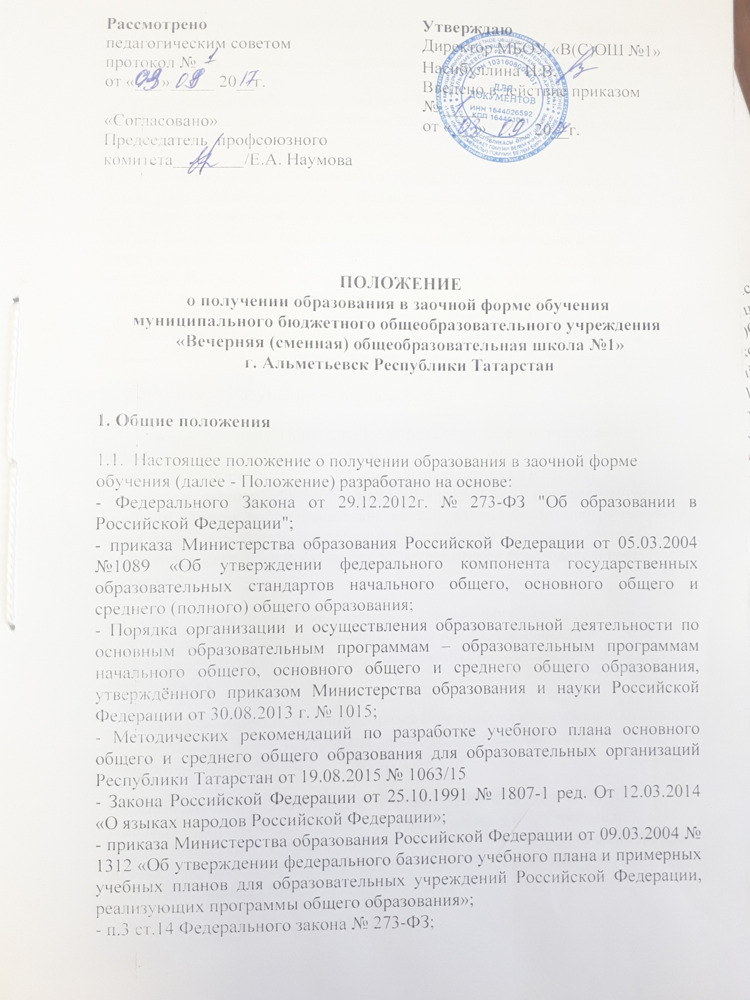 Рассмотрено
педагогическим советом
протокол № 1
от «09» 08 2017г.
«Согласовано»
Председатель профсоюзного
комитета__________/Е.А. Наумова
Утверждаю
Директор МБОУ «В(С)ОШ №1»
Насибуллина И.В.
Введено в действие приказом
№
от « » 09 20 г.
ДЛЯ
ДОКУМЕНТОВ
ИНН 1644026592
КПП 164401001
ПОЛОЖЕНИЕ
о получении образования в заочной форме обучения
муниципального бюджетного общеобразовательного учреждения
«Вечерняя (сменная) общеобразовательная школа №1»
г. Альметьевск Республики Татарстан
1. Общие положения
1.1. Настоящее положение о получении образования в заочной форме
обучения (далее - Положение) разработано на основе:
- Федерального Закона от 29.12.2012г. № 273-ФЗ "Об образовании в
Российской Федерации";
- приказа Министерства образования Российской Федерации от 05.03.2004
№1089 «Об утверждении федерального компонента государственных
образовательных стандартов начального общего, основного общего и
среднего (полного) общего образования;
- Порядка организации и осуществления образовательной деятельности по
основным образовательным программам – образовательным программам
начального общего, основного общего и среднего общего образования,
утверждённого приказом Министерства образования и науки Российской
Федерации от 30.08.2013 г. № 1015;
- Методических рекомендаций по разработке учебного плана основного
общего и среднего общего образования для образовательных организаций
Республики Татарстан от 19.08.2015 № 1063/15
- Закона Российской Федерации от 25.10.1991 № 1807-1 ред. От 12.03.2014
«О языках народов Российской Федерации»;
- приказа Министерства образования Российской Федерации от 09.03.2004 №
1312 «Об утверждении федерального базисного учебного плана и примерных
учебных планов для образовательных учреждений Российской Федерации,
реализующих программы общего образования»;
- п.3 ст.14 Федерального закона № 273-ФЗ;